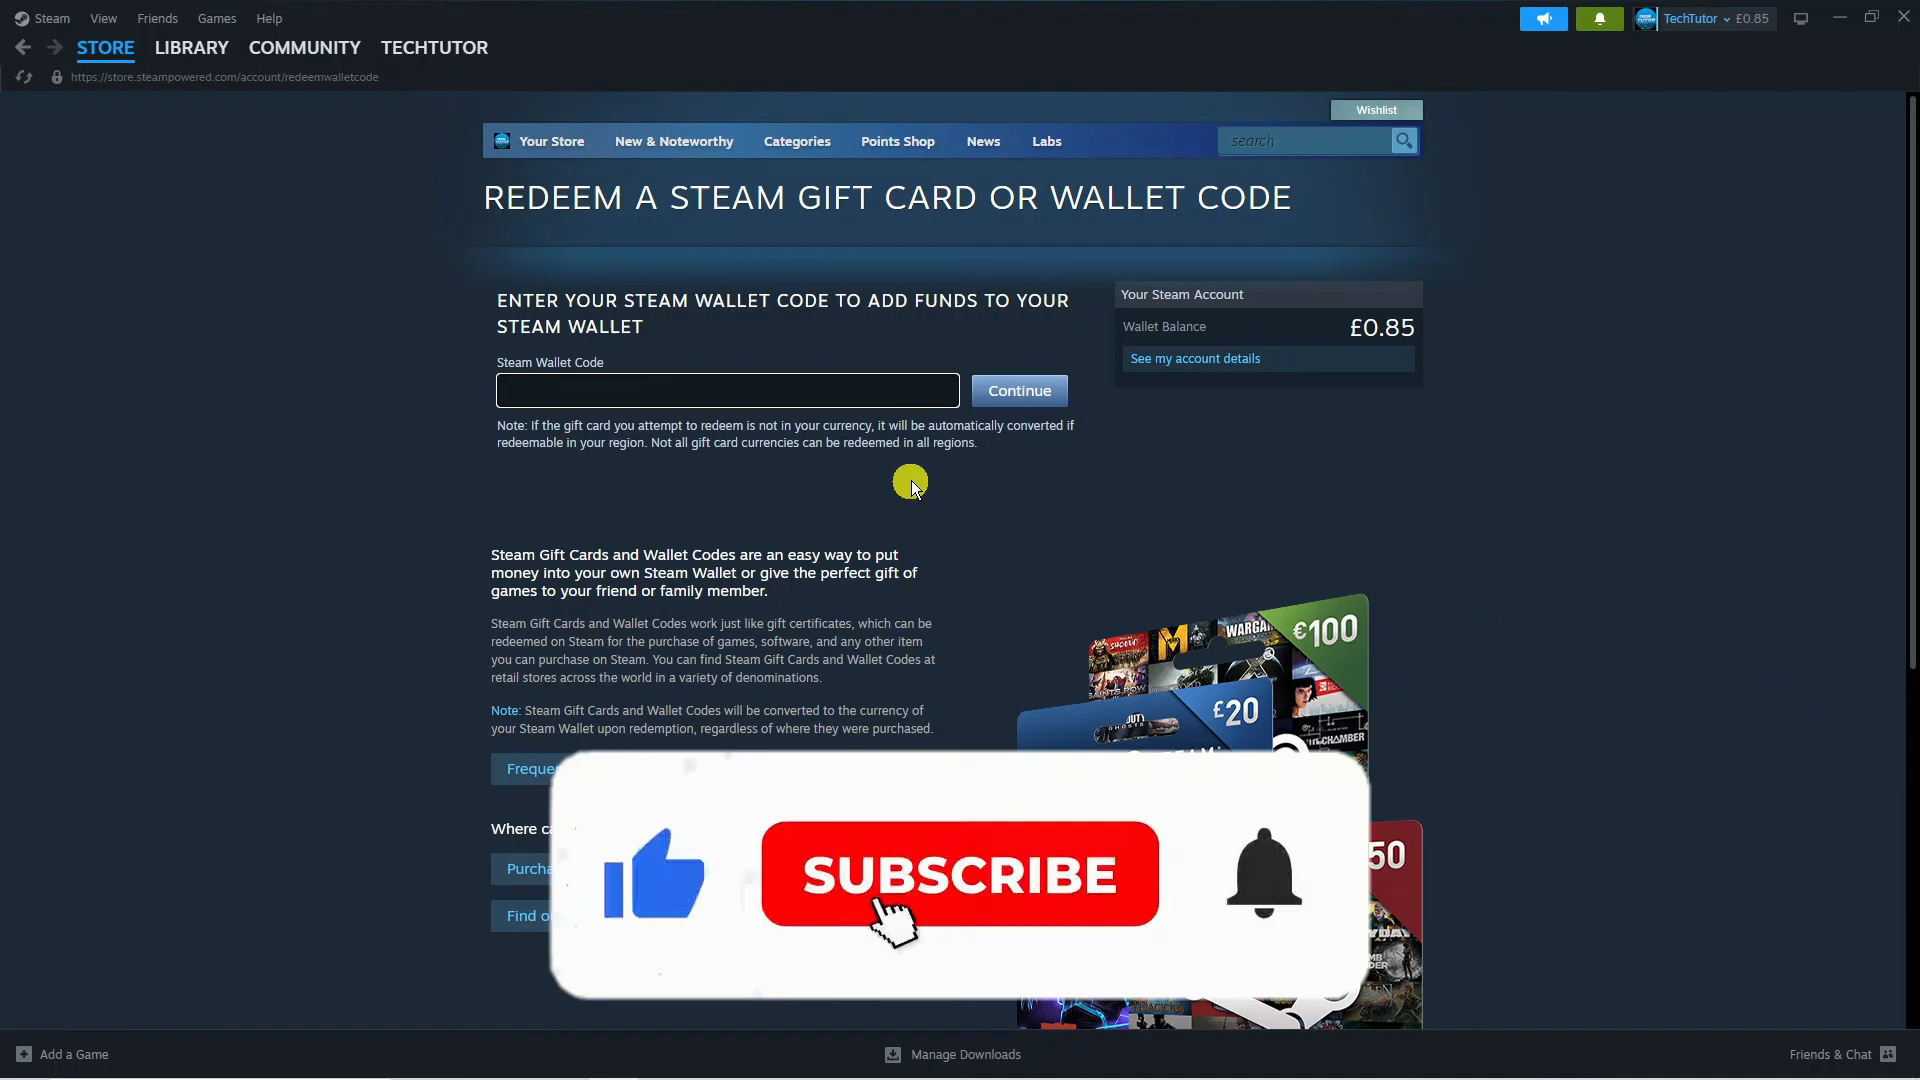 Steam View Friends Games Help
TechTutor £0.85
STORE LIBRARY COMMUNITY TECHTUTOR
https://store.steampowered.com/account/redeemwalletcode
Wishlist
Your Store New & Noteworthy Categories Points Shop News Labs
search
REDEEM A STEAM GIFT CARD OR WALLET CODE
ENTER YOUR STEAM WALLET CODE TO ADD FUNDS TO YOUR
STEAM WALLET
Steam Wallet Code
Continue
Note: If the gift card you attempt to redeem is not in your currency, it will be automatically converted if
redeemable in your region. Not all gift card currencies can be redeemed in all regions.
Your Steam Account
Wallet Balance £0.85
See my account details
Steam Gift Cards and Wallet Codes are an easy way to put
money into your own Steam Wallet or give the perfect gift of
games to your friend or family member.
Steam Gift Cards and Wallet Codes work just like gift certificates, which can be
redeemed on Steam for the purchase of games, software, and any other item
you can purchase on Steam. You can find Steam Gift Cards and Wallet Codes at
retail stores across the world in a variety of denominations.
Note: Steam Gift Cards and Wallet Codes will be converted to the currency of
your Steam Wallet upon redemption, regardless of where they were purchased.
Freque
Where ca
Purcha
Find o
€100
£20
50
SUBSCRIBE
Add a Game
Manage Downloads
Friends & Chat